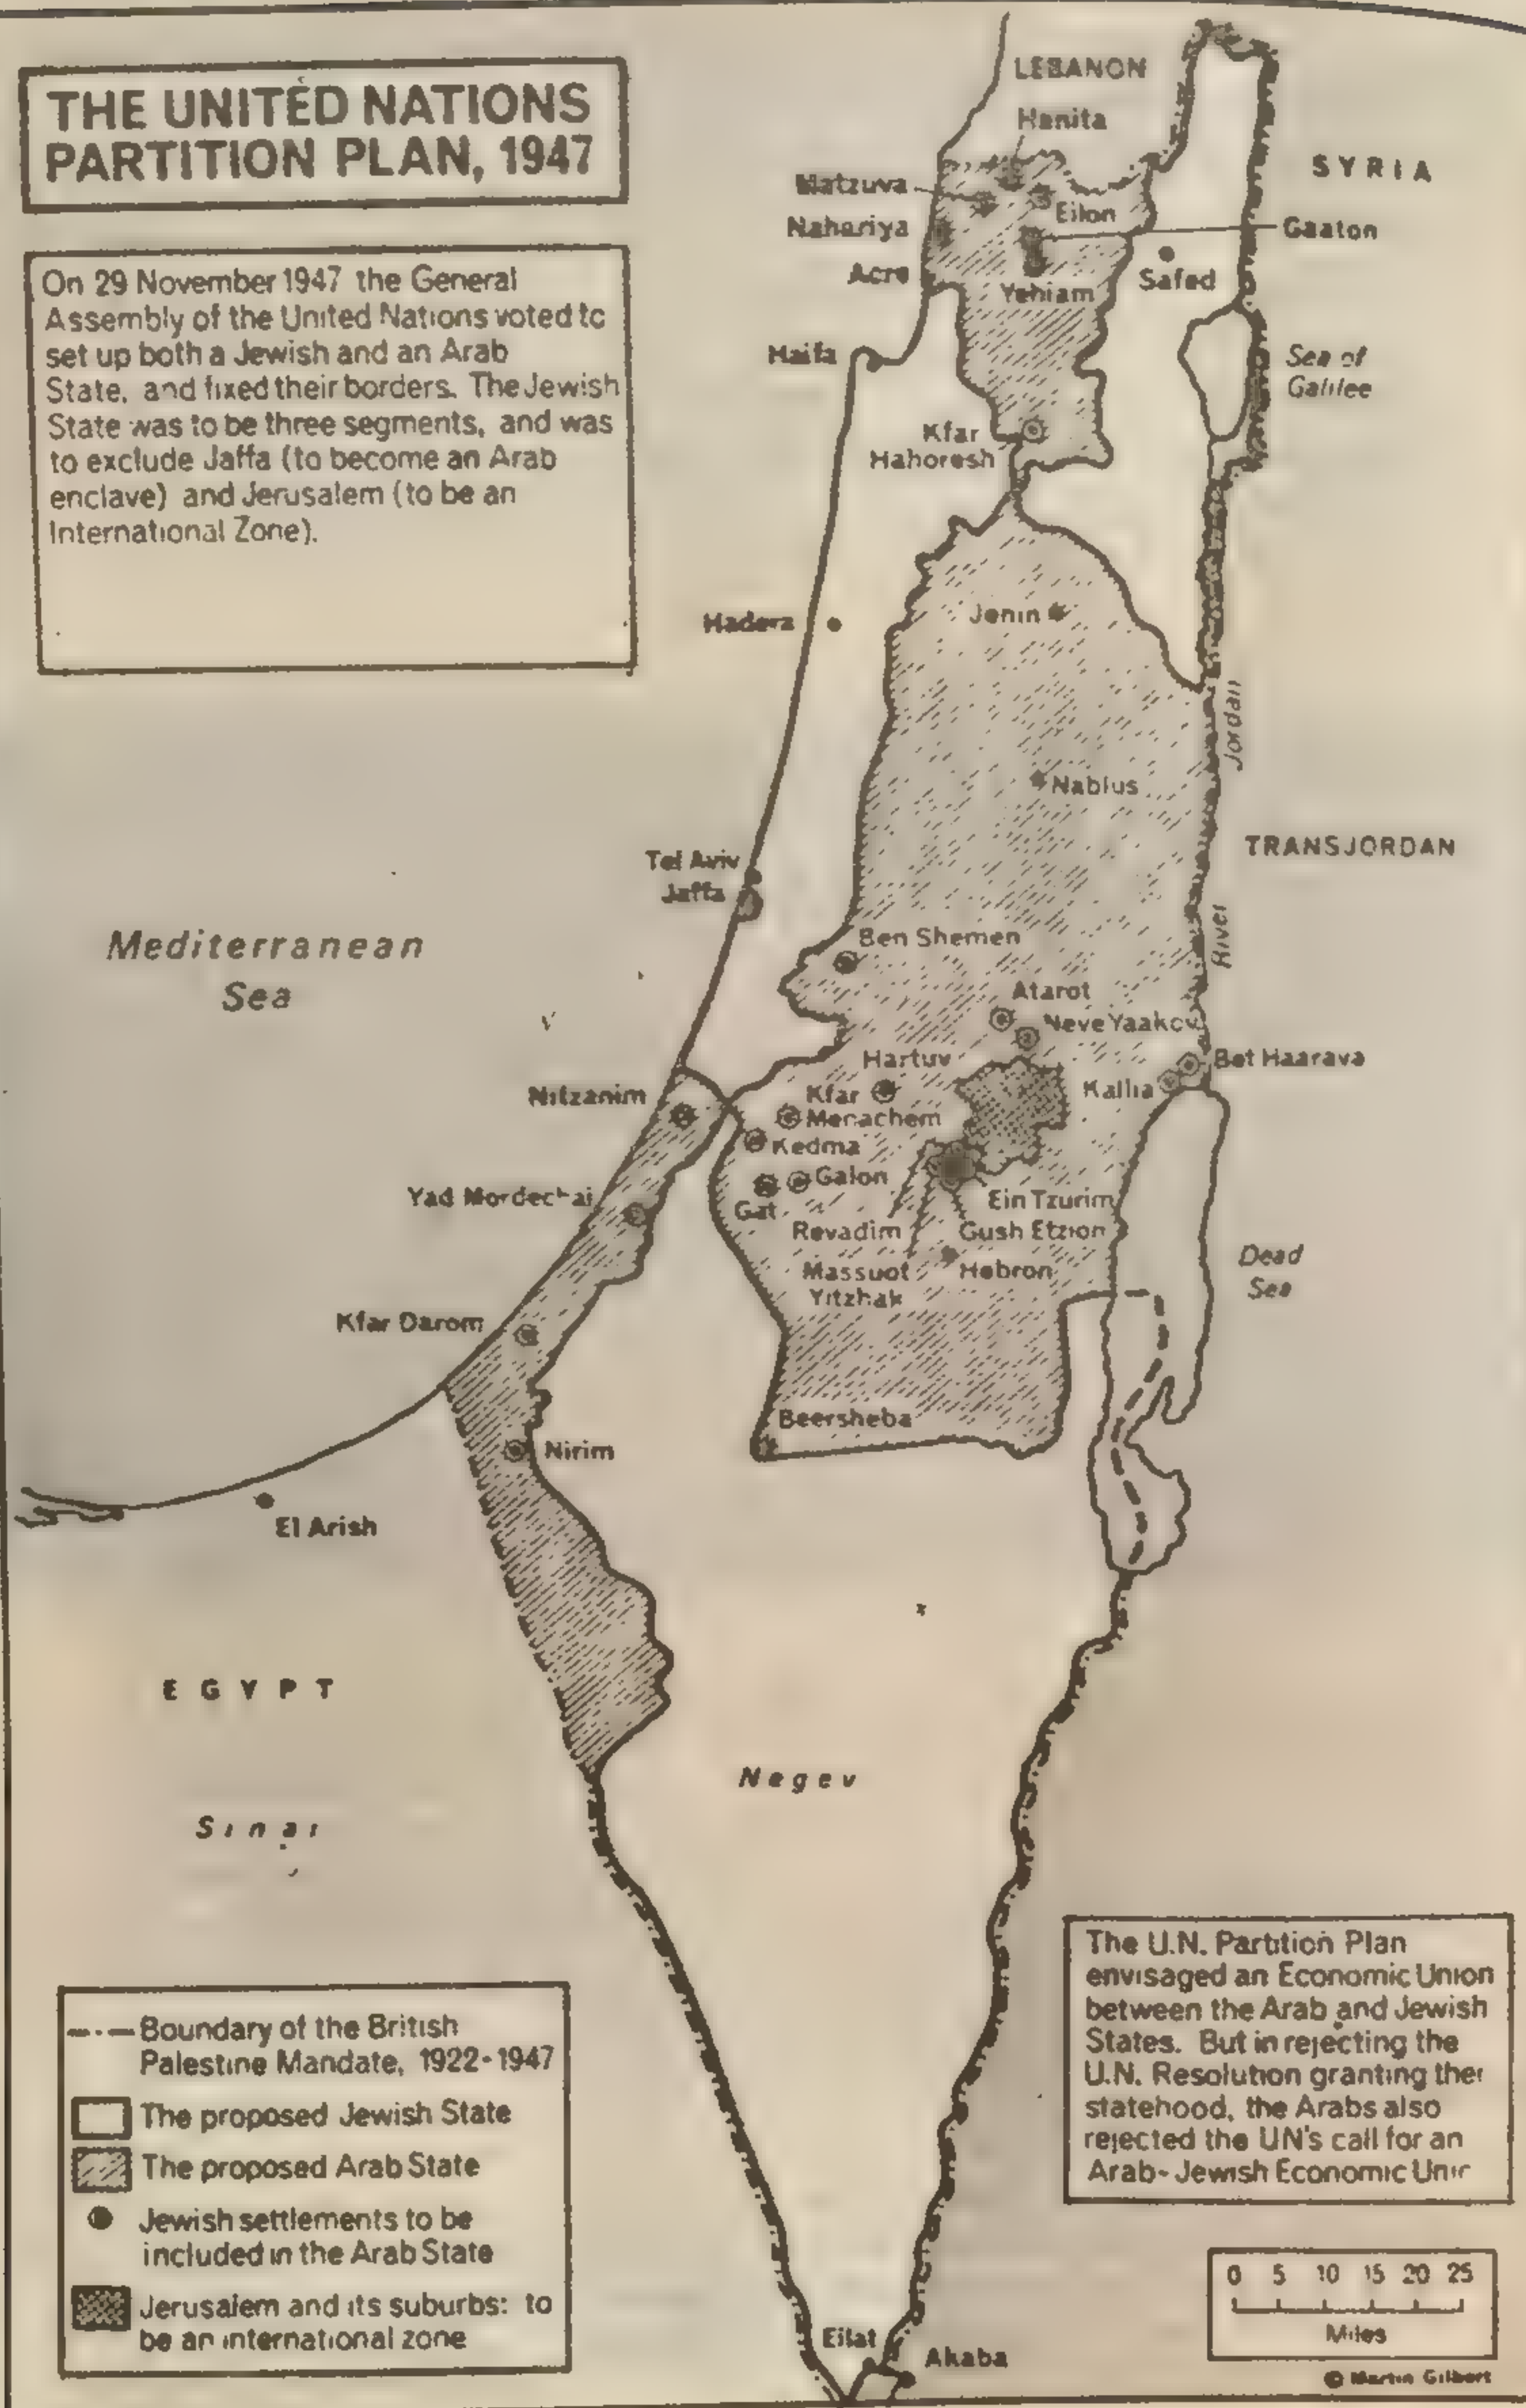 THE UNITED NATIONS
PARTITION PLAN, 1947
On 29 November 1947 the General
Assembly of the United Nations voted to
set up both a Jewish and an Arab
State, and fixed their borders. The Jewish
State was to be three segments, and was
to exclude Jaffa (to become an Arab
enclave) and Jerusalem (to be an
International Zone).
LEBANON
Hanita
SYRIA
Matzuva
Eilon
Nahariya
Gaaton
Acre
Safed
Yehiam
Haifa
Sea of
Galilee
Kfar
Hahoresh
Hadera
Jenin
Jordan
River
Nablus
TRANSJORDAN
Tel Aviv
Jaffa
Mediterranean
Sea
Ben Shemen
Atarot
Neve Yaakov
Hartuv
Bet Haarava
Kallia
Nitzanim
Kfar
Menachem
Kedma
Galon
Gat
Yad Mordechai
Ein Tzurim
Revadim
Gush Etzion
Massuot
Yitzhak
Hebron
Dead
Sea
Kfar Darom
Beersheba
Nirim
El Arish
EGYPT
Sinai
Negev
Boundary of the British
Palestine Mandate, 1922-1947
The proposed Jewish State
The proposed Arab State
Jewish settlements to be
included in the Arab State
Jerusalem and its suburbs: to
be an international zone
The U.N. Partition Plan
envisaged an Economic Union
between the Arab and Jewish
States. But in rejecting the
U.N. Resolution granting
statehood, the Arabs also
rejected the UN's call for an
Arab-Jewish Economic
0 5 10 15 20 25
Miles
Eilat
Akaba
© Martin Gilbert